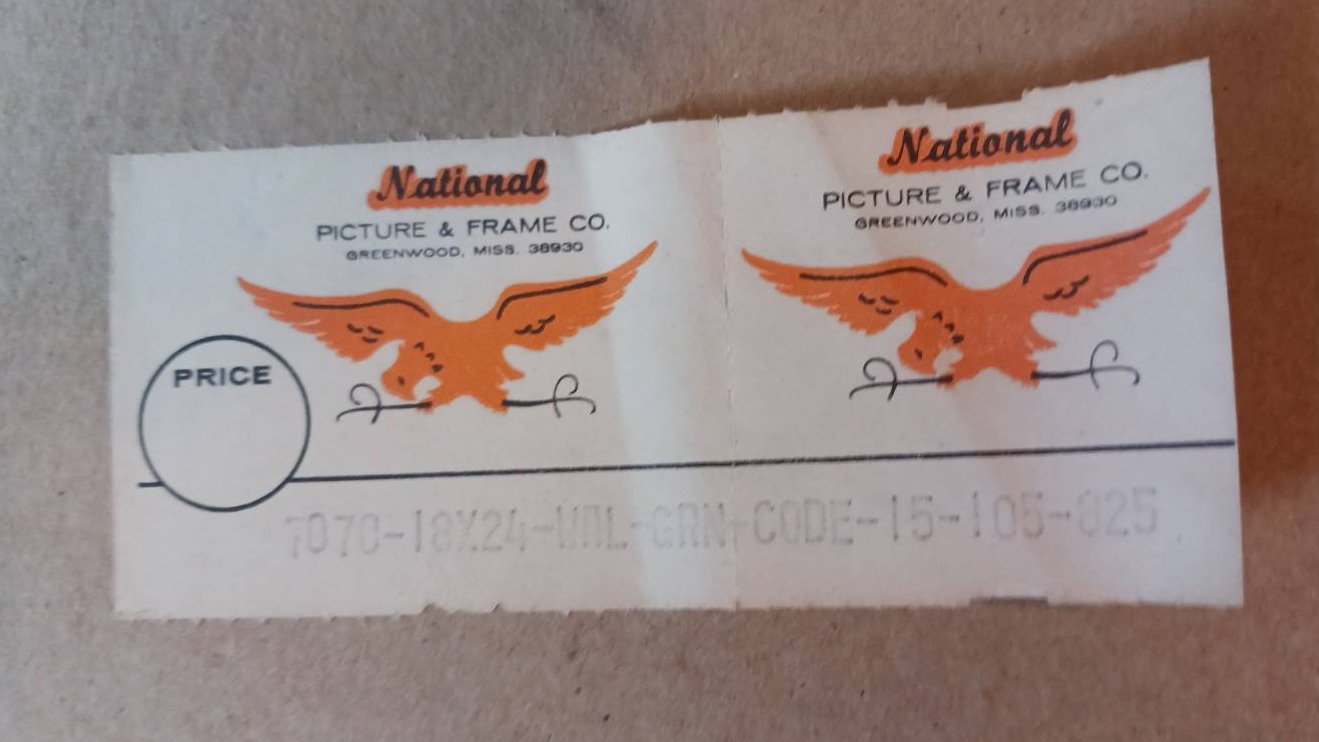 National
PICTURE & FRAME CO.
GREENWOOD, MISS. 38930
National
PICTURE & FRAME CO.
GREENWOOD, MISS. 38930
PRICE
7070-18X24-WAL-GRN-CODE-15-105-025